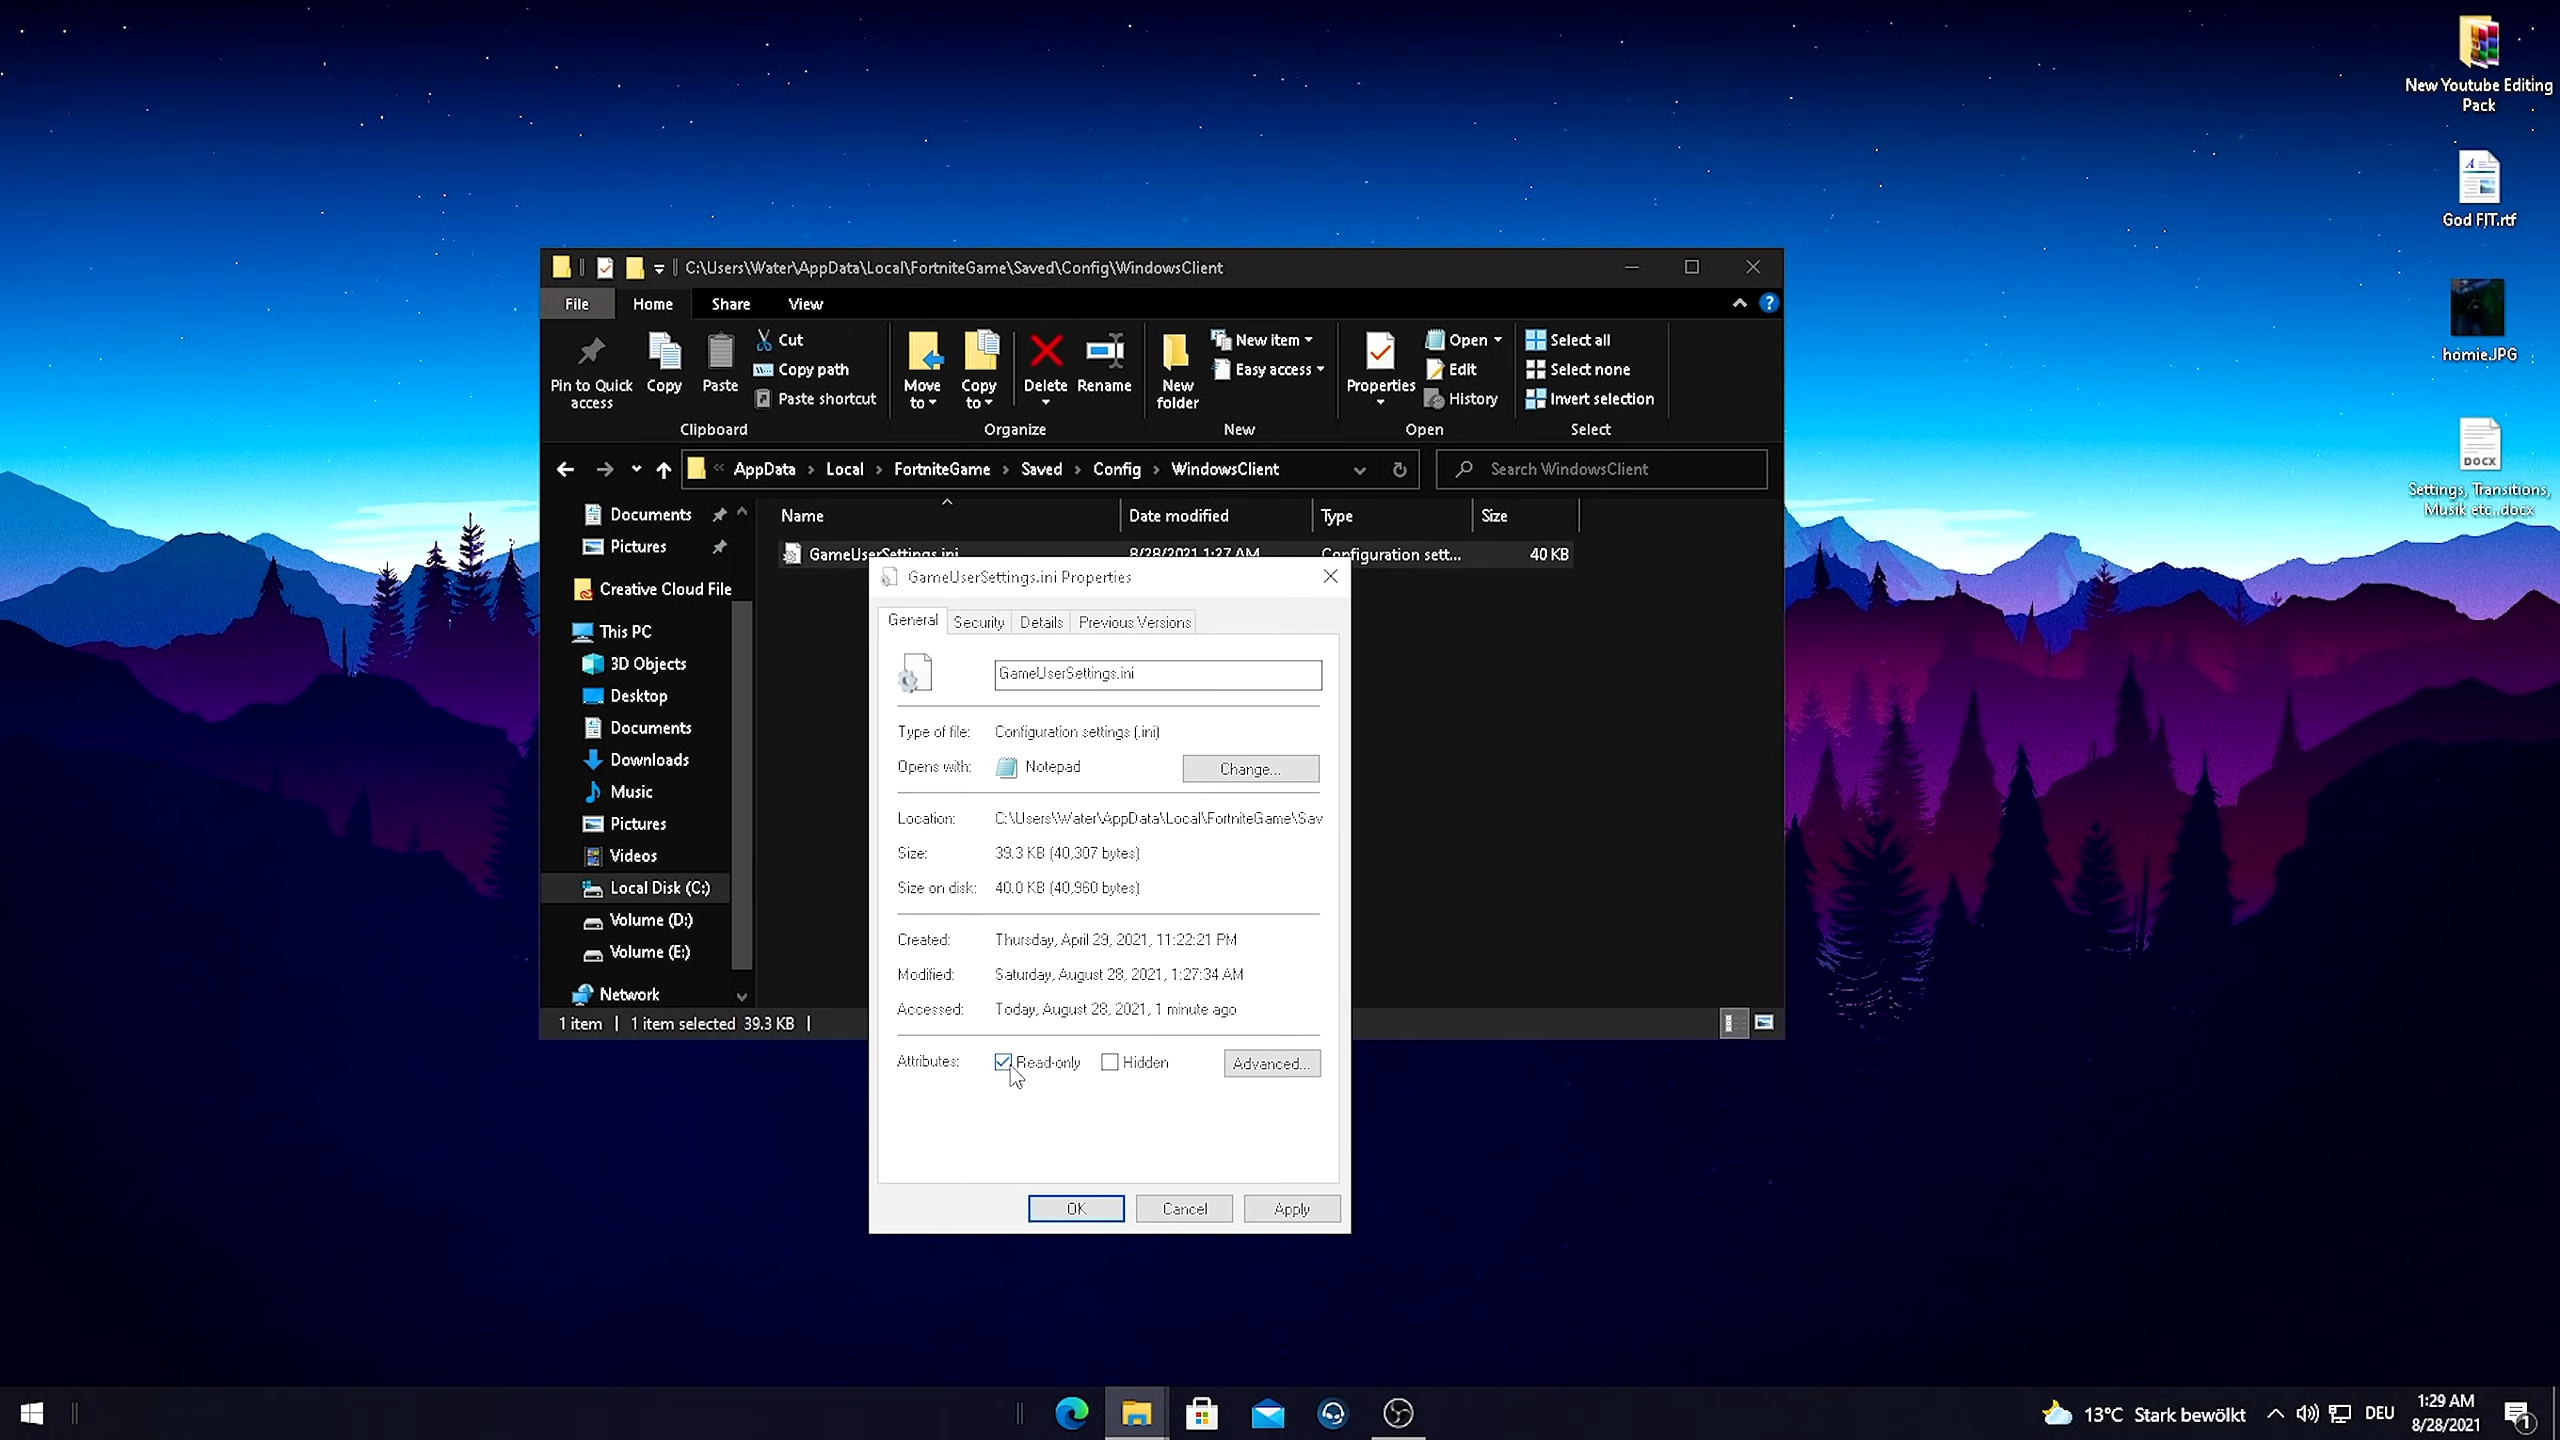 New Youtube Editing
Pack
God FIT.rtf
homie.JPG
Settings, Transitions,
Musik etc..docx
C:\Users\Water\AppData\Local\FortniteGame\Saved\Config\WindowsClient
File Home Share View
Pin to Quick
access
Copy
Paste
Cut
Copy path
Paste shortcut
Clipboard
Move
to
Copy
to
Delete
Rename
Organize
New
folder
New item
Easy access
New
Properties
Open
Edit
History
Open
Select all
Select none
Invert selection
Select
AppData Local FortniteGame Saved Config WindowsClient
Search WindowsClient
Documents
Pictures
Creative Cloud File
This PC
3D Objects
Desktop
Documents
Downloads
Music
Pictures
Videos
Local Disk (C:)
Volume (D:)
Volume (E:)
Network
Name Date modified Type Size
GameUserSettings.ini 8/28/2021 1:27 AM Configuration sett... 40 KB
1 item 1 item selected 39.3 KB
GameUserSettings.ini Properties
General Security Details Previous Versions
GameUserSettings.ini
Type of file: Configuration settings (.ini)
Opens with: Notepad Change...
Location: C:\Users\Water\AppData\Local\FortniteGame\Sav
Size: 39.3 KB (40,307 bytes)
Size on disk: 40.0 KB (40,960 bytes)
Created: Thursday, April 29, 2021, 11:22:21 PM
Modified: Saturday, August 28, 2021, 1:27:34 AM
Accessed: Today, August 28, 2021, 1 minute ago
Attributes: Read-only Hidden Advanced...
OK Cancel Apply
13°C Stark bewölkt DEU
1:29 AM
8/28/2021
1